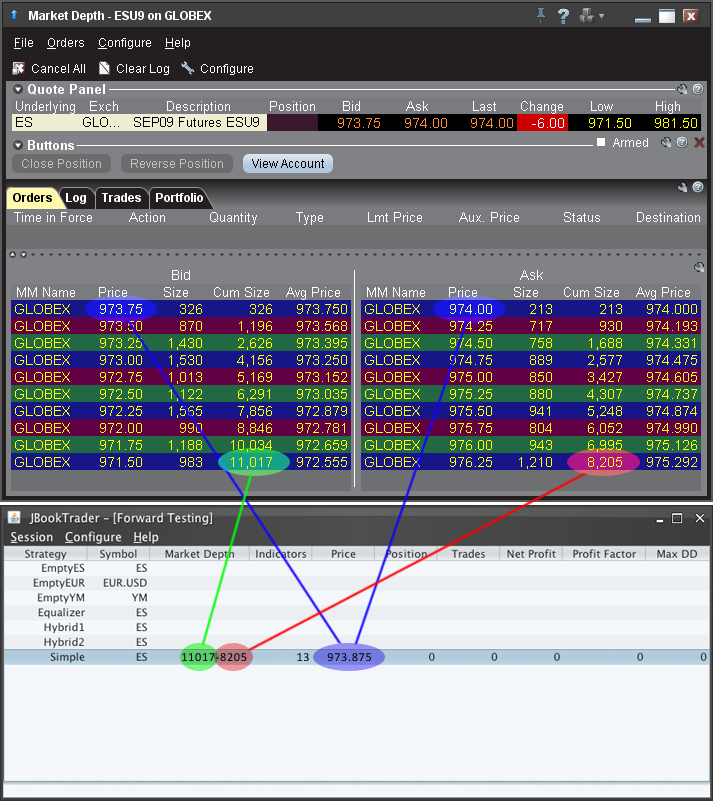 Market Depth - ESU9 on GLOBEX
File Orders Configure Help
Cancel All Clear Log Configure
Quote Panel
Underlying Exch Description Position Bid Ask Last Change Low High
ES GLO... SEP09 Futures ESU9 973.75 974.00 974.00 -6.00 971.50 981.50
Buttons Armed
Close Position Reverse Position View Account
Orders Log Trades Portfolio
Time in Force Action Quantity Type Lmt Price Aux. Price Status Destination
Bid Ask
MM Name Price Size Cum Size Avg Price MM Name Price Size Cum Size Avg Price
GLOBEX 973.75 326 326 973.750 GLOBEX 974.00 213 213 974.000
GLOBEX 973.50 870 1,196 973.568 GLOBEX 974.25 717 930 974.193
GLOBEX 973.25 1,430 2,626 973.395 GLOBEX 974.50 758 1,688 974.331
GLOBEX 973.00 1,530 4,156 973.250 GLOBEX 974.75 889 2,577 974.475
GLOBEX 972.75 1,013 5,169 973.152 GLOBEX 975.00 850 3,427 974.605
GLOBEX 972.50 1,122 6,291 973.035 GLOBEX 975.25 880 4,307 974.737
GLOBEX 972.25 1,565 7,856 972.879 GLOBEX 975.50 941 5,248 974.874
GLOBEX 972.00 990 8,846 972.781 GLOBEX 975.75 804 6,052 974.990
GLOBEX 971.75 1,188 10,034 972.659 GLOBEX 976.00 943 6,995 975.126
GLOBEX 971.50 983 11,017 972.555 GLOBEX 976.25 1,210 8,205 975.292
JBookTrader - [Forward Testing]
Session Configure Help
Strategy Symbol Market Depth Indicators Price Position Trades Net Profit Profit Factor Max DD
EmptyES ES
EmptyEUR EUR.USD
EmptyYM YM
Equalizer ES
Hybrid1 ES
Hybrid2 ES
Simple ES 11017-8205 13 973.875 0 0 0 0 0